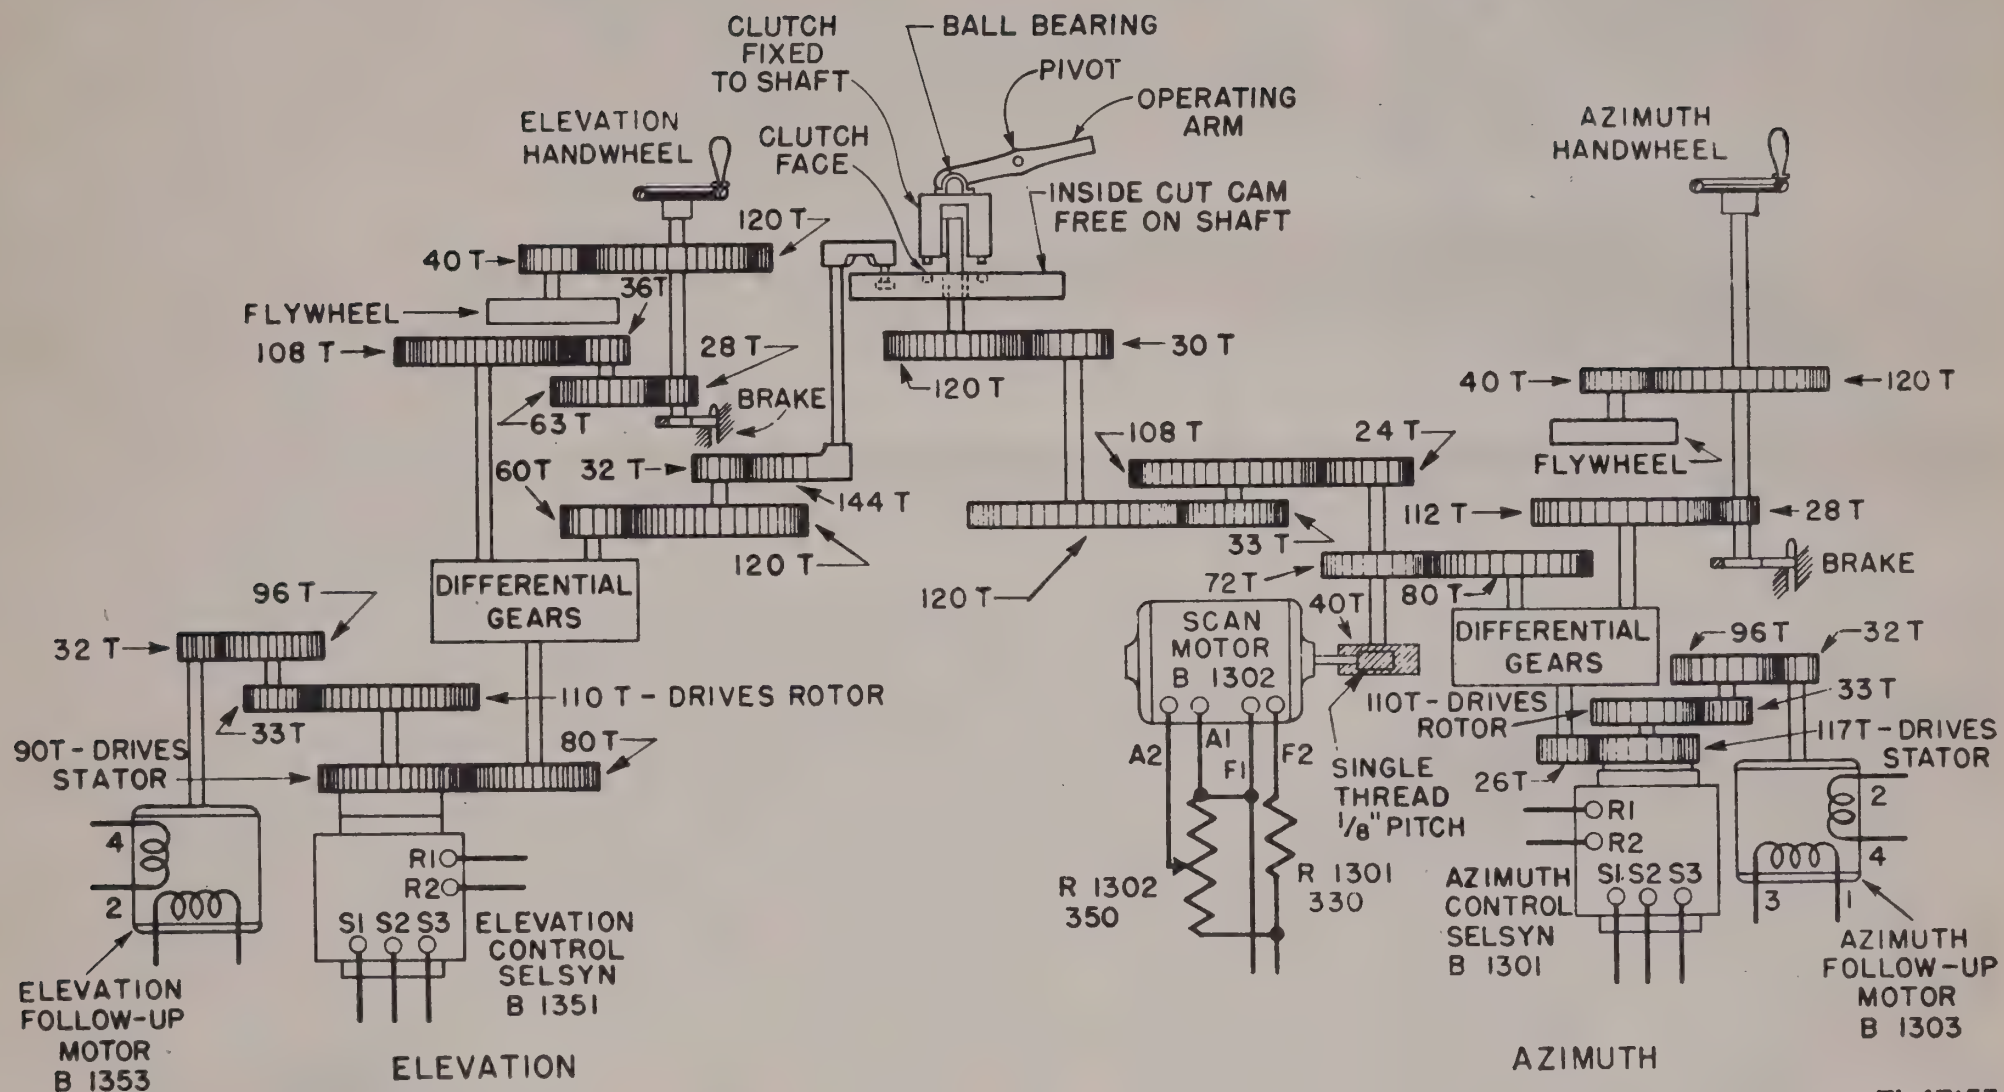 CLUTCH
FIXED
TO SHAFT
BALL BEARING
PIVOT
OPERATING
ARM
CLUTCH
FACE
INSIDE CUT CAM
FREE ON SHAFT
ELEVATION
HANDWHEEL
AZIMUTH
HANDWHEEL
40 T
120 T
36T
FLYWHEEL
108 T
28 T
63 T
BRAKE
60T
32 T
144 T
120 T
DIFFERENTIAL
GEARS
96 T
32 T
33T
110 T - DRIVES ROTOR
90T - DRIVES
STATOR
80 T
4
2
R1
R2
S1 S2 S3
ELEVATION
CONTROL
SELSYN
B 1351
ELEVATION
FOLLOW-UP
MOTOR
B 1353
ELEVATION
30 T
120 T
108 T
24 T
33 T
120 T
72T
80 T
40T
SCAN
MOTOR
B 1302
A2
A1
F1
F2
SINGLE
THREAD
1/8" PITCH
R 1302
350
R 1301
330
40 T
120 T
FLYWHEEL
112 T
28 T
BRAKE
DIFFERENTIAL
GEARS
96T
32T
110T - DRIVES
ROTOR
33T
117T - DRIVES
STATOR
26T
R1
R2
S1 S2 S3
AZIMUTH
CONTROL
SELSYN
B 1301
2
4
3
1
AZIMUTH
FOLLOW-UP
MOTOR
B 1303
AZIMUTH